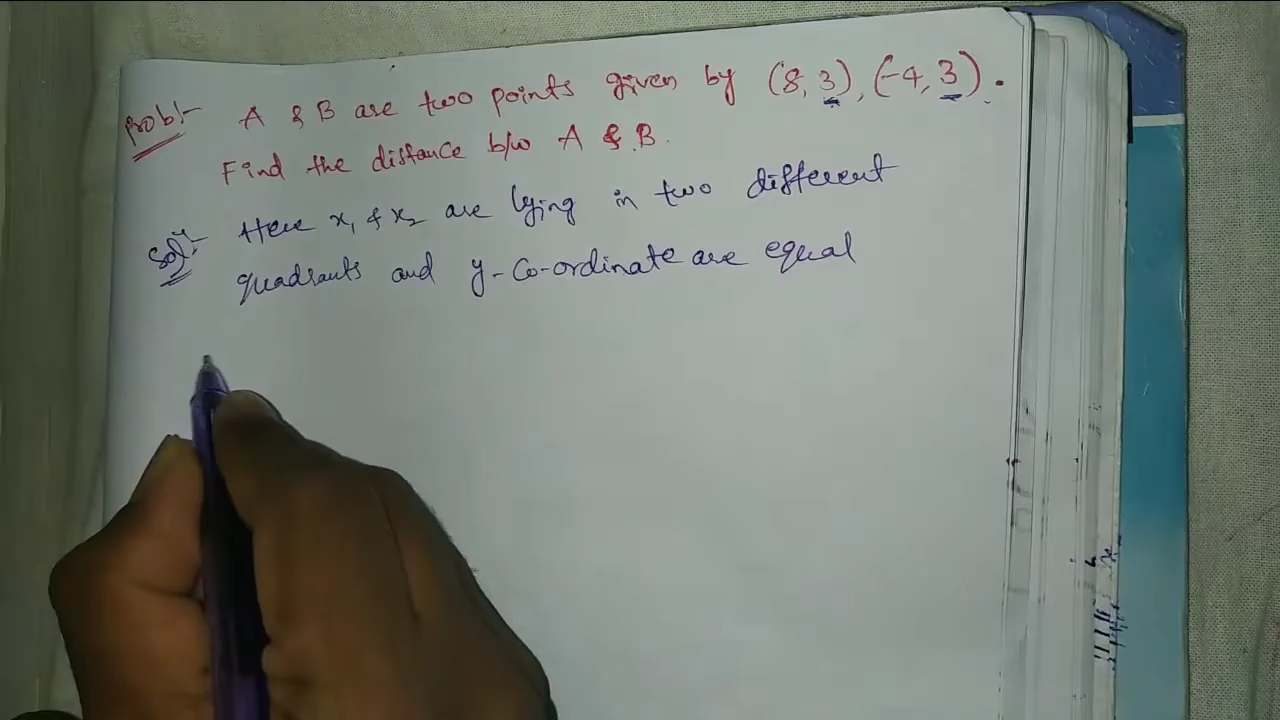 Prob:- A & B are two points given by (8, 3), (-4, 3).
Find the distance b/w A & B.
Solⁿ:- Here x₁ & x₂ are lying in two different
quadrants and y-Co-ordinate are equal